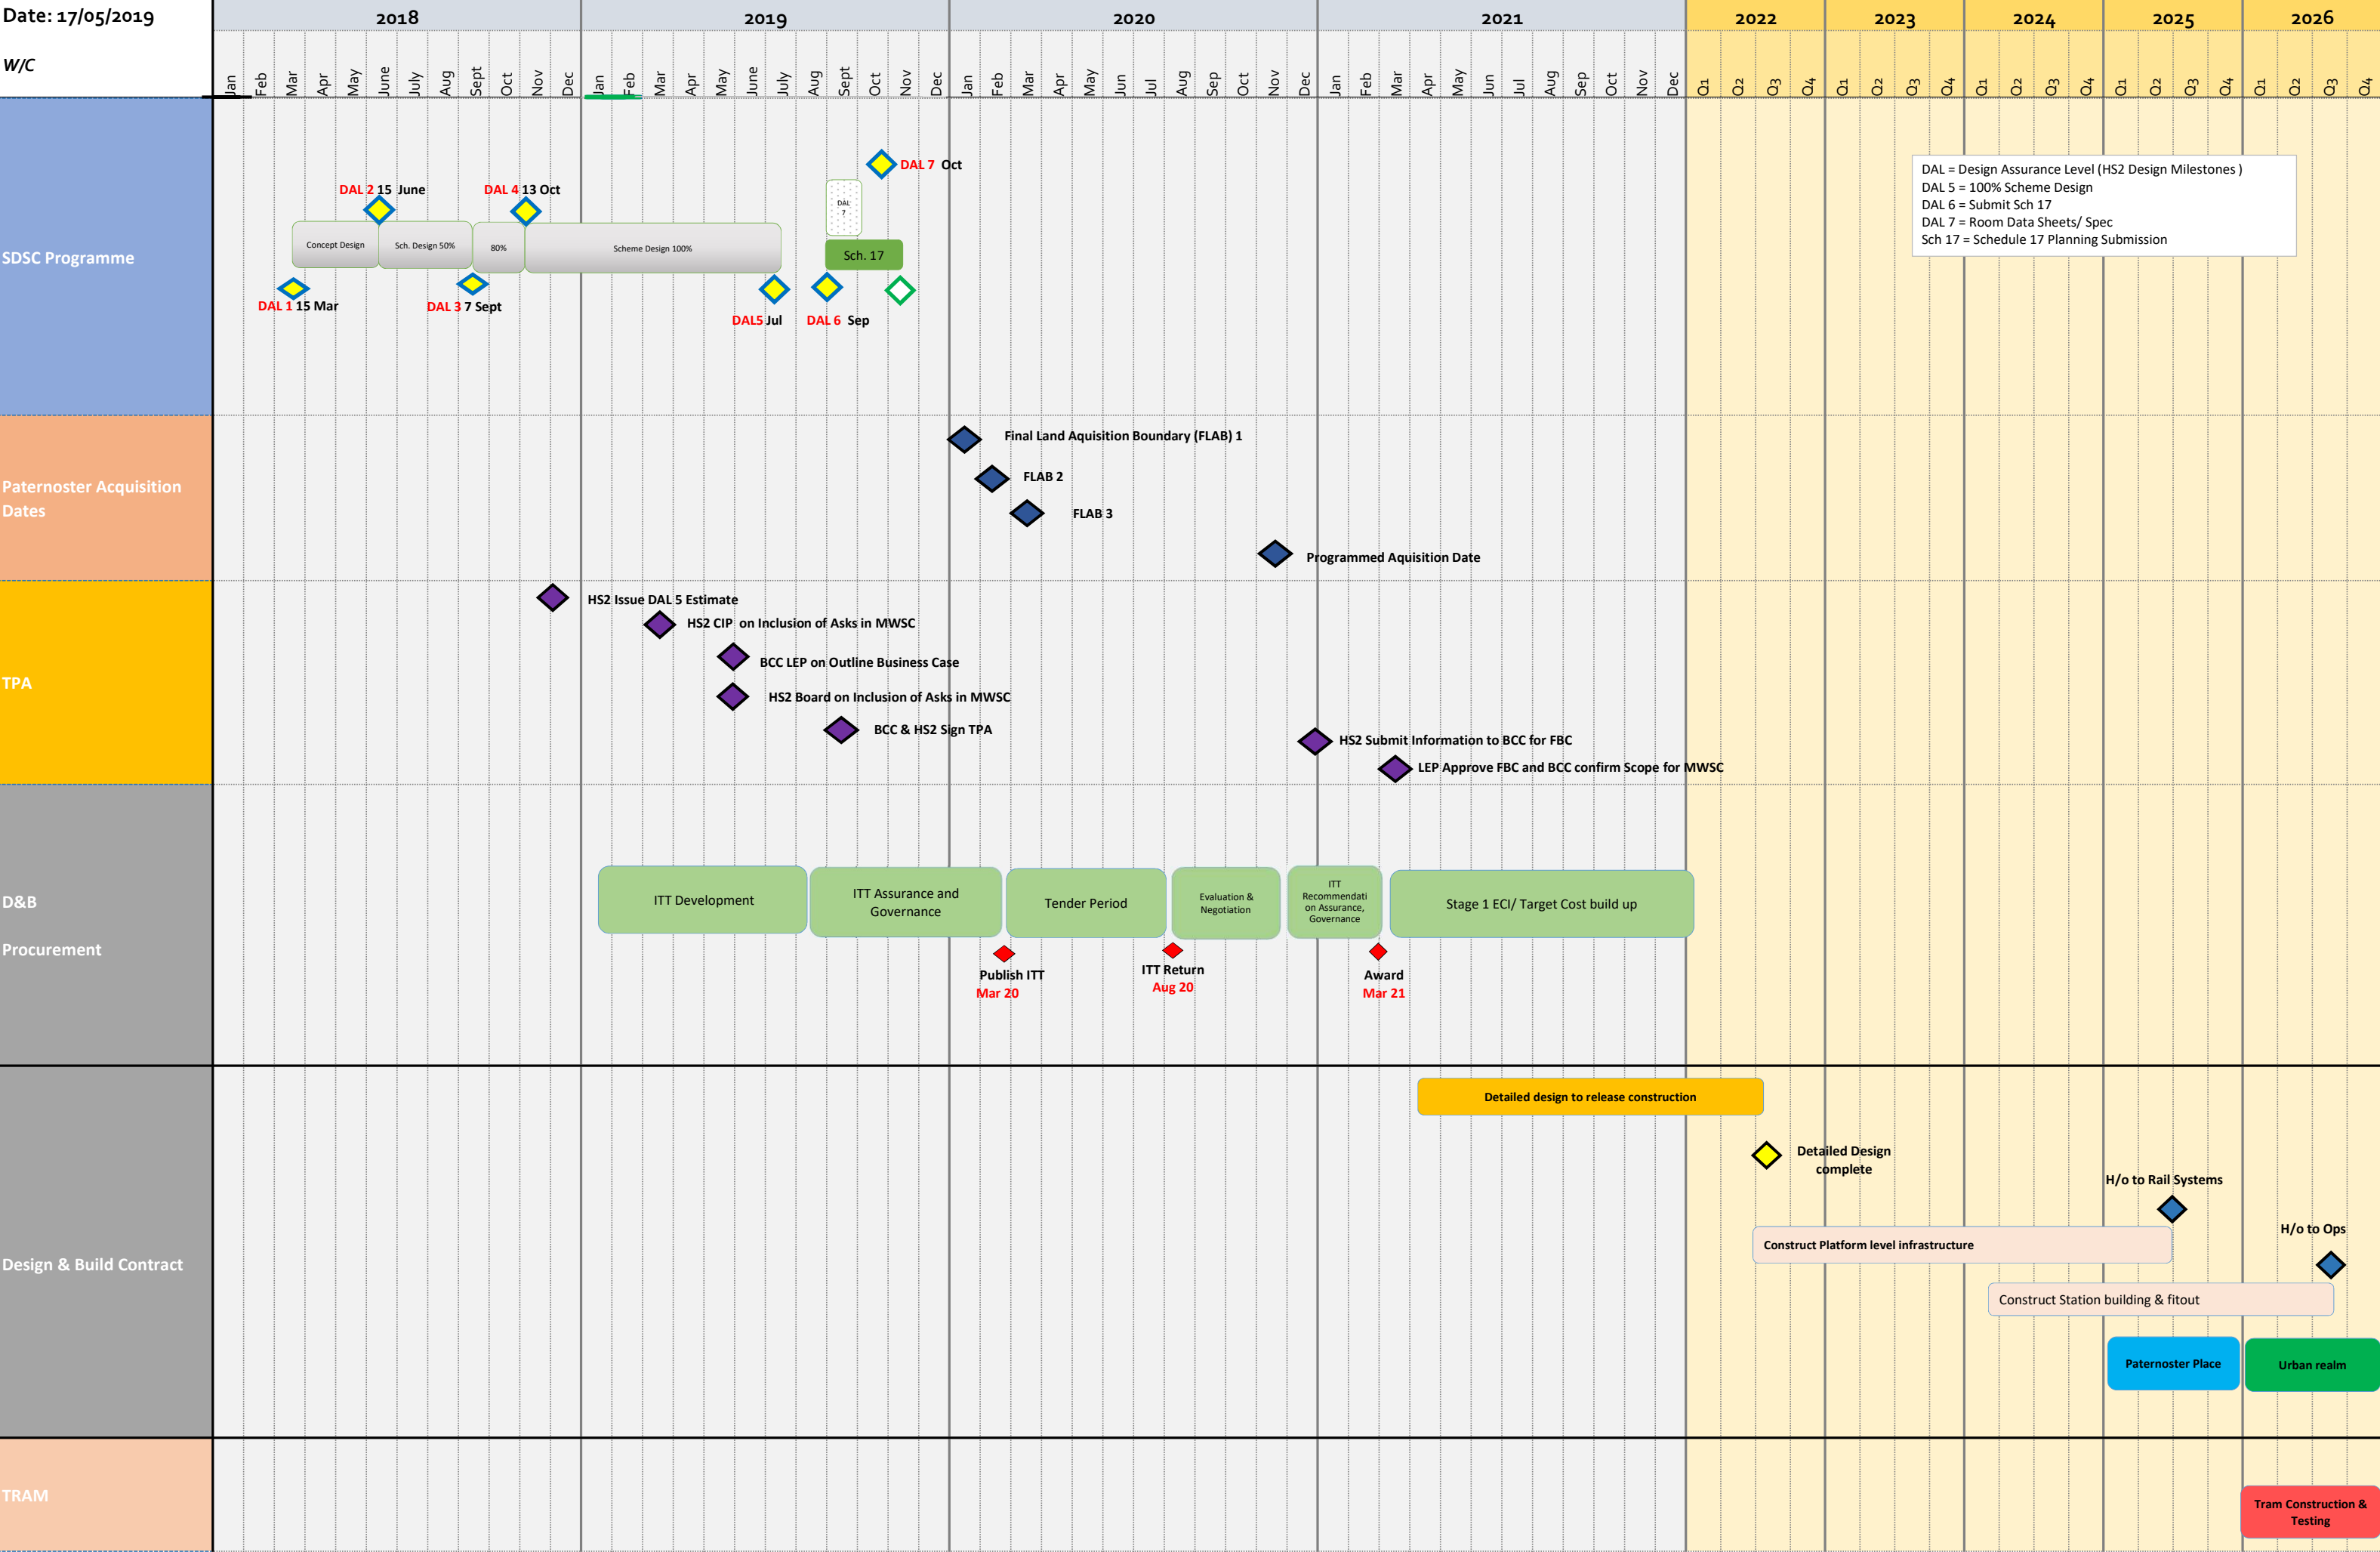 Date: 17/05/2019
2018 2019 2020 2021 2022 2023 2024 2025 2026
W/C
Jan Feb Mar Apr May June July Aug Sept Oct Nov Dec Jan Feb Mar Apr May June July Aug Sept Oct Nov Dec Jan Feb Mar Apr May Jun Jul Aug Sep Oct Nov Dec Jan Feb Mar Apr May Jun Jul Aug Sep Oct Nov Dec Q1 Q2 Q3 Q4 Q1 Q2 Q3 Q4 Q1 Q2 Q3 Q4 Q1 Q2 Q3 Q4 Q1 Q2 Q3 Q4
SDSC Programme
DAL 7 Oct
DAL 2 15 June
DAL 4 13 Oct
DAL
7
Concept Design
Sch. Design 50%
80%
Scheme Design 100%
Sch. 17
DAL 1 15 Mar
DAL 3 7 Sept
DAL5 Jul
DAL 6 Sep
DAL = Design Assurance Level (HS2 Design Milestones )
DAL 5 = 100% Scheme Design
DAL 6 = Submit Sch 17
DAL 7 = Room Data Sheets/ Spec
Sch 17 = Schedule 17 Planning Submission
Paternoster Acquisition
Dates
Final Land Aquisition Boundary (FLAB) 1
FLAB 2
FLAB 3
Programmed Aquisition Date
TPA
HS2 Issue DAL 5 Estimate
HS2 CIP on Inclusion of Asks in MWSC
BCC LEP on Outline Business Case
HS2 Board on Inclusion of Asks in MWSC
BCC & HS2 Sign TPA
HS2 Submit Information to BCC for FBC
LEP Approve FBC and BCC confirm Scope for MWSC
D&B
Procurement
ITT Development
ITT Assurance and
Governance
Tender Period
Evaluation &
Negotiation
ITT
Recommendati
on Assurance,
Governance
Stage 1 ECI/ Target Cost build up
Publish ITT
Mar 20
ITT Return
Aug 20
Award
Mar 21
Design & Build Contract
Detailed design to release construction
Detailed Design
complete
H/o to Rail Systems
Construct Platform level infrastructure
H/o to Ops
Construct Station building & fitout
Paternoster Place
Urban realm
TRAM
Tram Construction &
Testing